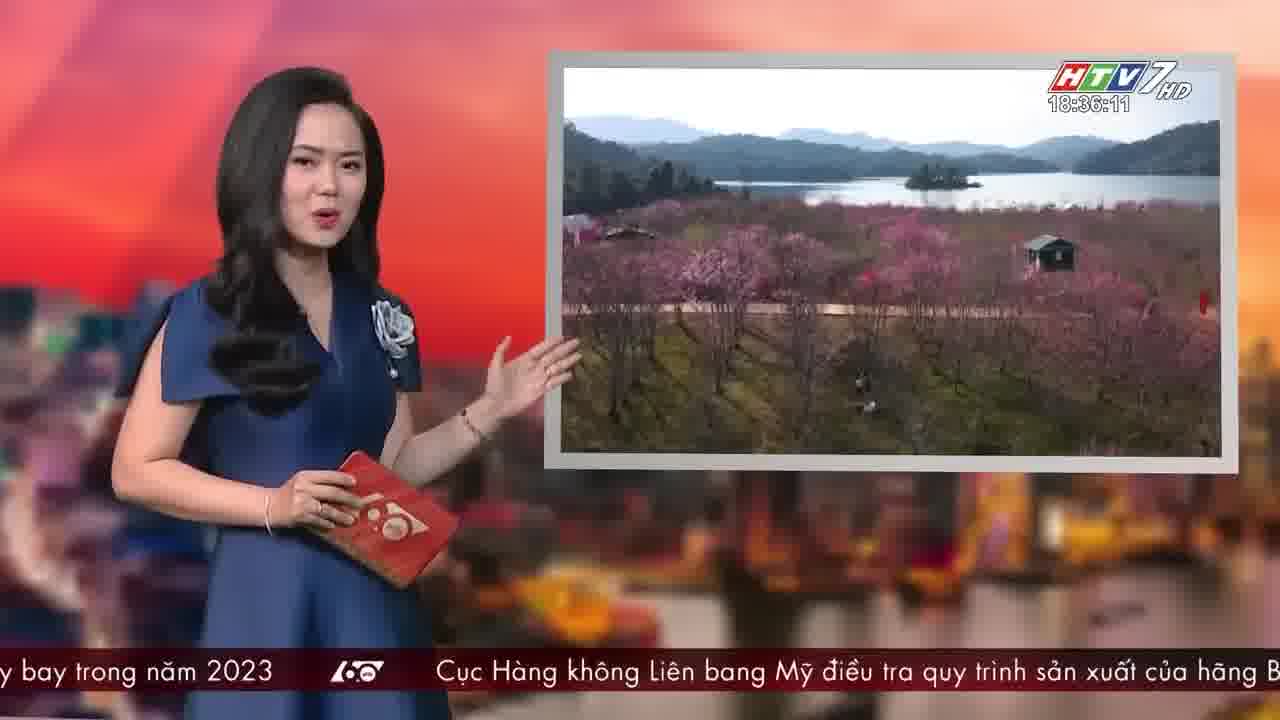 HTV7 HD
18:36:11
y bay trong năm 2023 60 Cục Hàng không Liên bang Mỹ điều tra quy trình sản xuất của hãng B